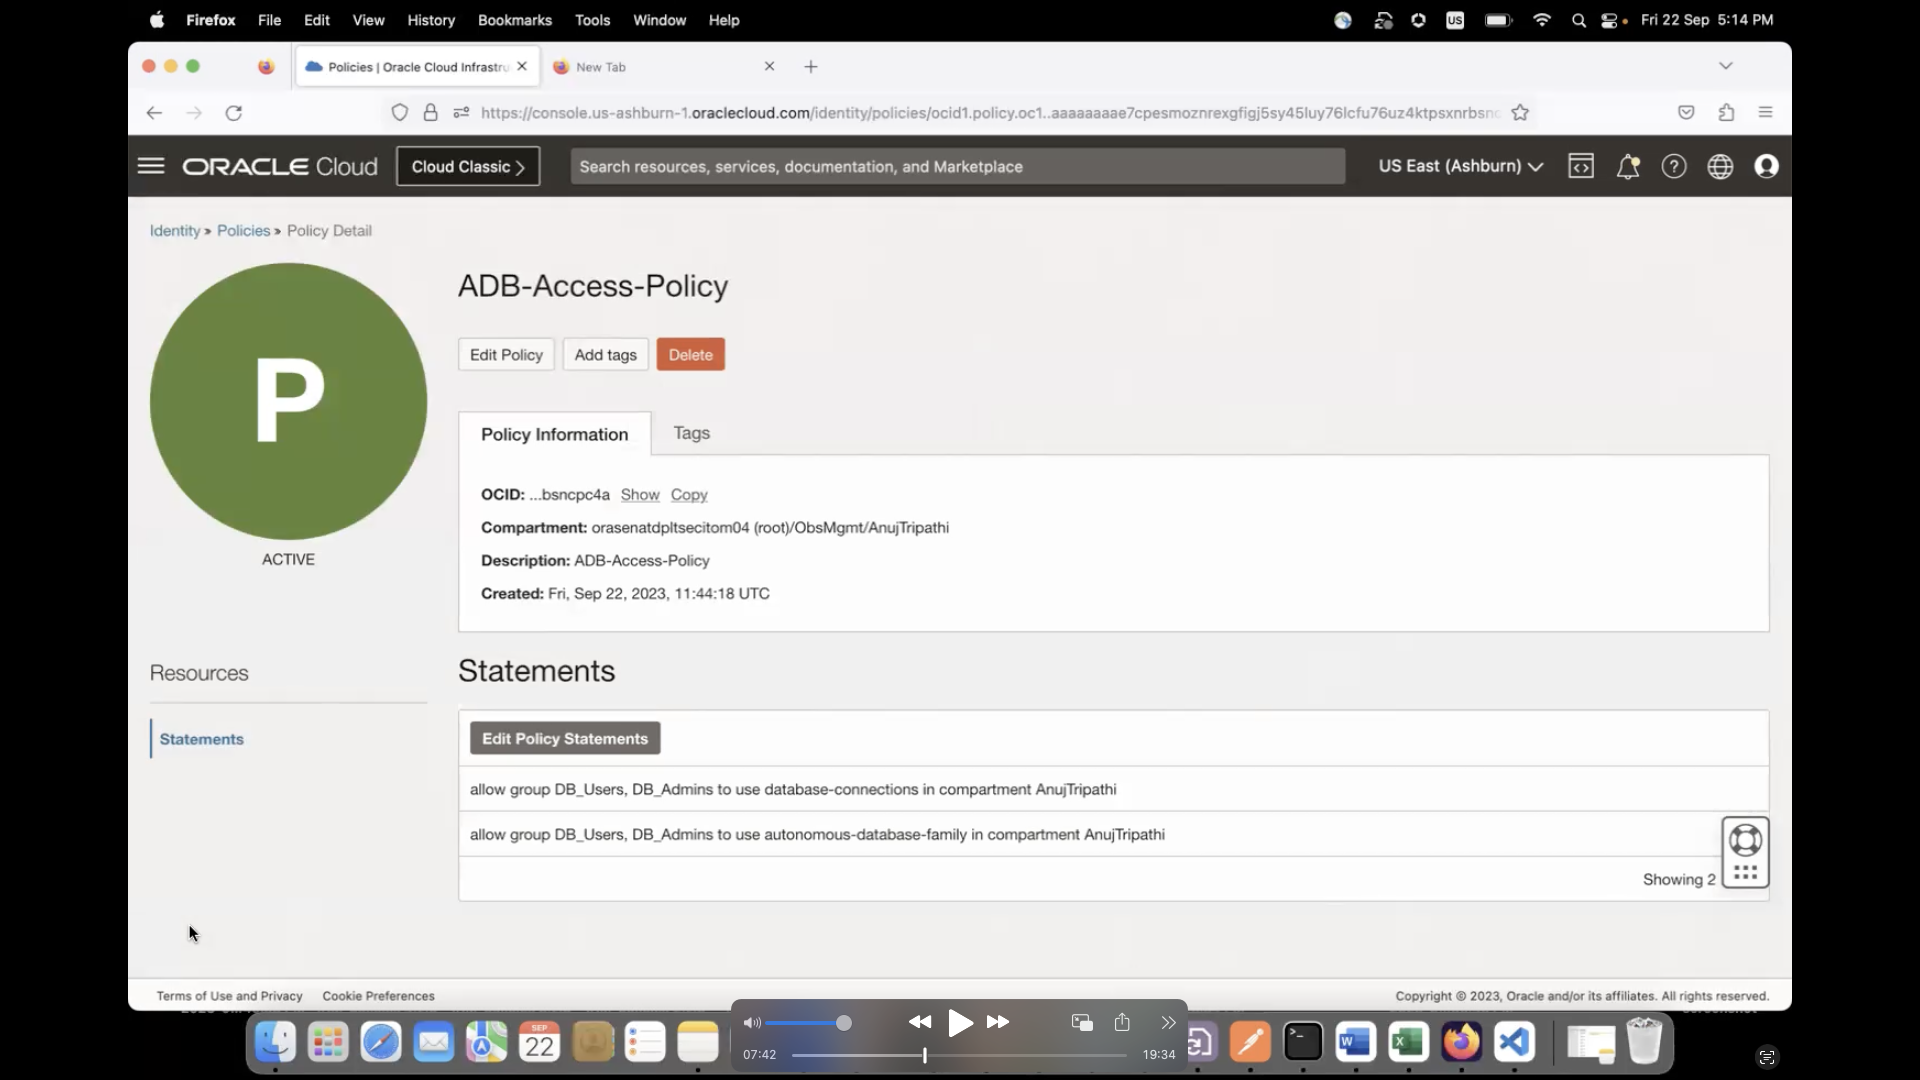 Firefox File Edit View History Bookmarks Tools Window Help US Fri 22 Sep 5:14 PM
Policies | Oracle Cloud Infrastru New Tab
https://console.us-ashburn-1.oraclecloud.com/identity/policies/ocid1.policy.oc1..aaaaaaaae7cpesmoznrexgfigj5sy45luy76lcfu76uz4ktpsxnrbsnc
ORACLE Cloud Cloud Classic > Search resources, services, documentation, and Marketplace US East (Ashburn)
Identity » Policies » Policy Detail
P
ACTIVE
ADB-Access-Policy
Edit Policy Add tags Delete
Policy Information Tags
OCID: ...bsncpc4a Show Copy
Compartment: orasenatdpltsecitom04 (root)/ObsMgmt/AnujTripathi
Description: ADB-Access-Policy
Created: Fri, Sep 22, 2023, 11:44:18 UTC
Resources
Statements
Statements
Edit Policy Statements
allow group DB_Users, DB_Admins to use database-connections in compartment AnujTripathi
allow group DB_Users, DB_Admins to use autonomous-database-family in compartment AnujTripathi
Showing 2
Terms of Use and Privacy Cookie Preferences Copyright © 2023, Oracle and/or its affiliates. All rights reserved.
SEP
22
07:42 19:34